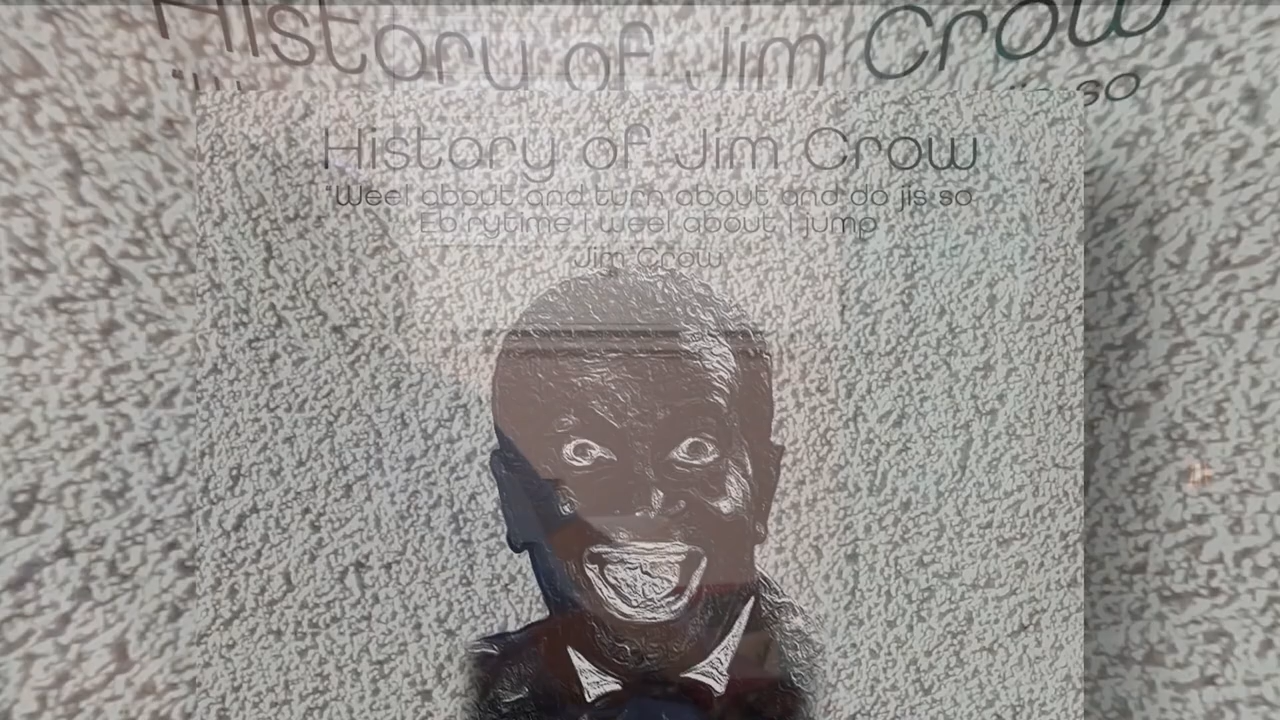 History of Jim Crow
so
History of Jim Crow
"Weel about and turn about and do jis so
Eb'rytime I weel about I jump
Jim Crow